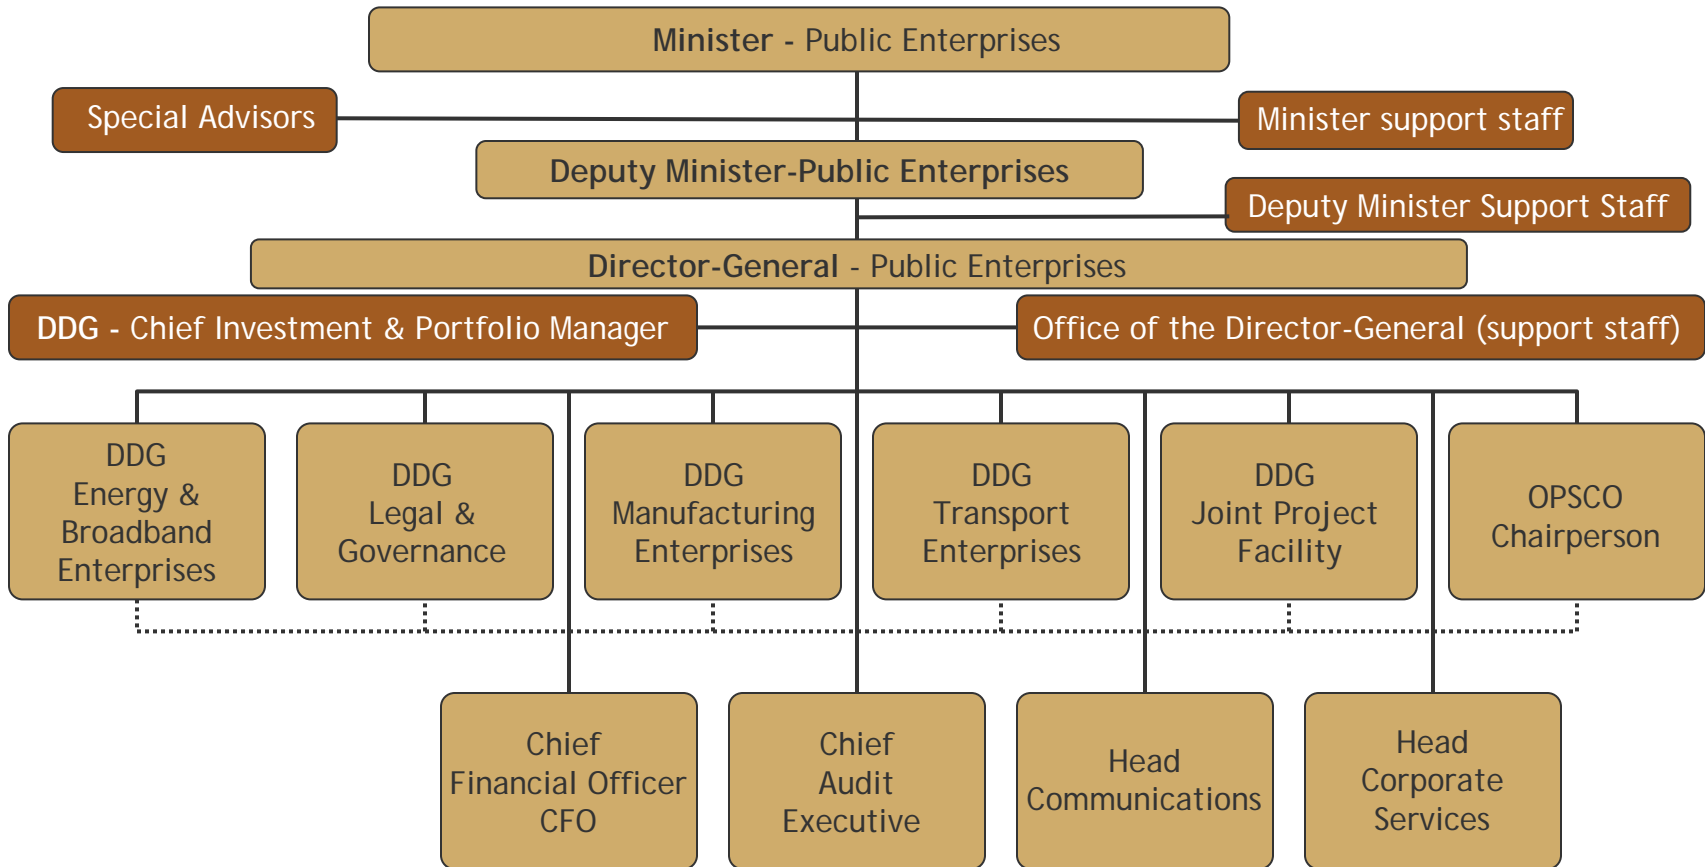 Minister - Public Enterprises
Special Advisors
Minister support staff
Deputy Minister-Public Enterprises
Deputy Minister Support Staff
Director-General - Public Enterprises
DDG - Chief Investment & Portfolio Manager
Office of the Director-General (support staff)
DDG
Energy &
Broadband
Enterprises
DDG
Legal &
Governance
DDG
Manufacturing
Enterprises
DDG
Transport
Enterprises
DDG
Joint Project
Facility
OPSCO
Chairperson
Chief
Financial Officer
CFO
Chief
Audit
Executive
Head
Communications
Head
Corporate
Services